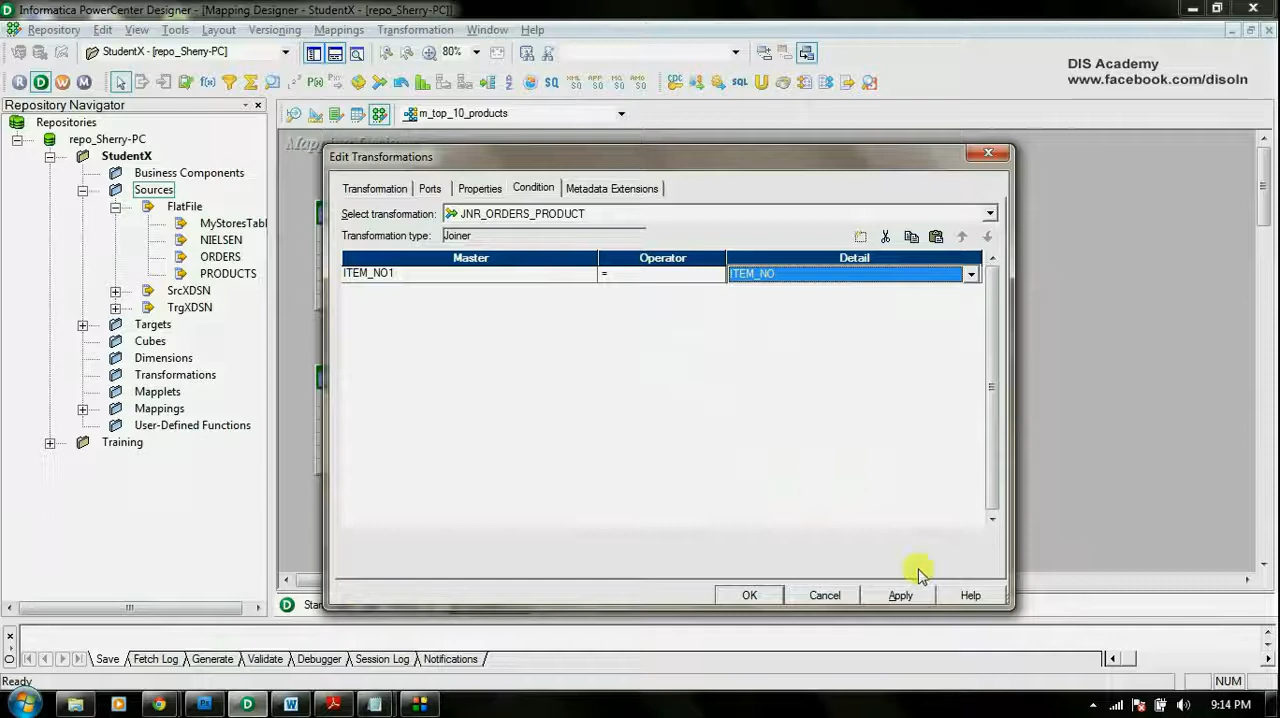 Informatica PowerCenter Designer - [Mapping Designer - StudentX - [repo_Sherry-PC]]
Repository Edit View Tools Layout Versioning Mappings Transformation Window Help
StudentX - [repo_Sherry-PC] 80%
DIS Academy
www.facebook.com/disoln
Repository Navigator
m_top_10_products
Repositories
repo_Sherry-PC
StudentX
Business Components
Sources
FlatFile
MyStoresTabl
NIELSEN
ORDERS
PRODUCTS
SrcXDSN
TrgXDSN
Targets
Cubes
Dimensions
Transformations
Mapplets
Mappings
User-Defined Functions
Training
Edit Transformations
Transformation Ports Properties Condition Metadata Extensions
Select transformation: JNR_ORDERS_PRODUCT
Transformation type: Joiner
Master Operator Detail
ITEM_NO1 = ITEM_NO
OK Cancel Apply Help
Save Fetch Log Generate Validate Debugger Session Log Notifications
Ready NUM
9:14 PM